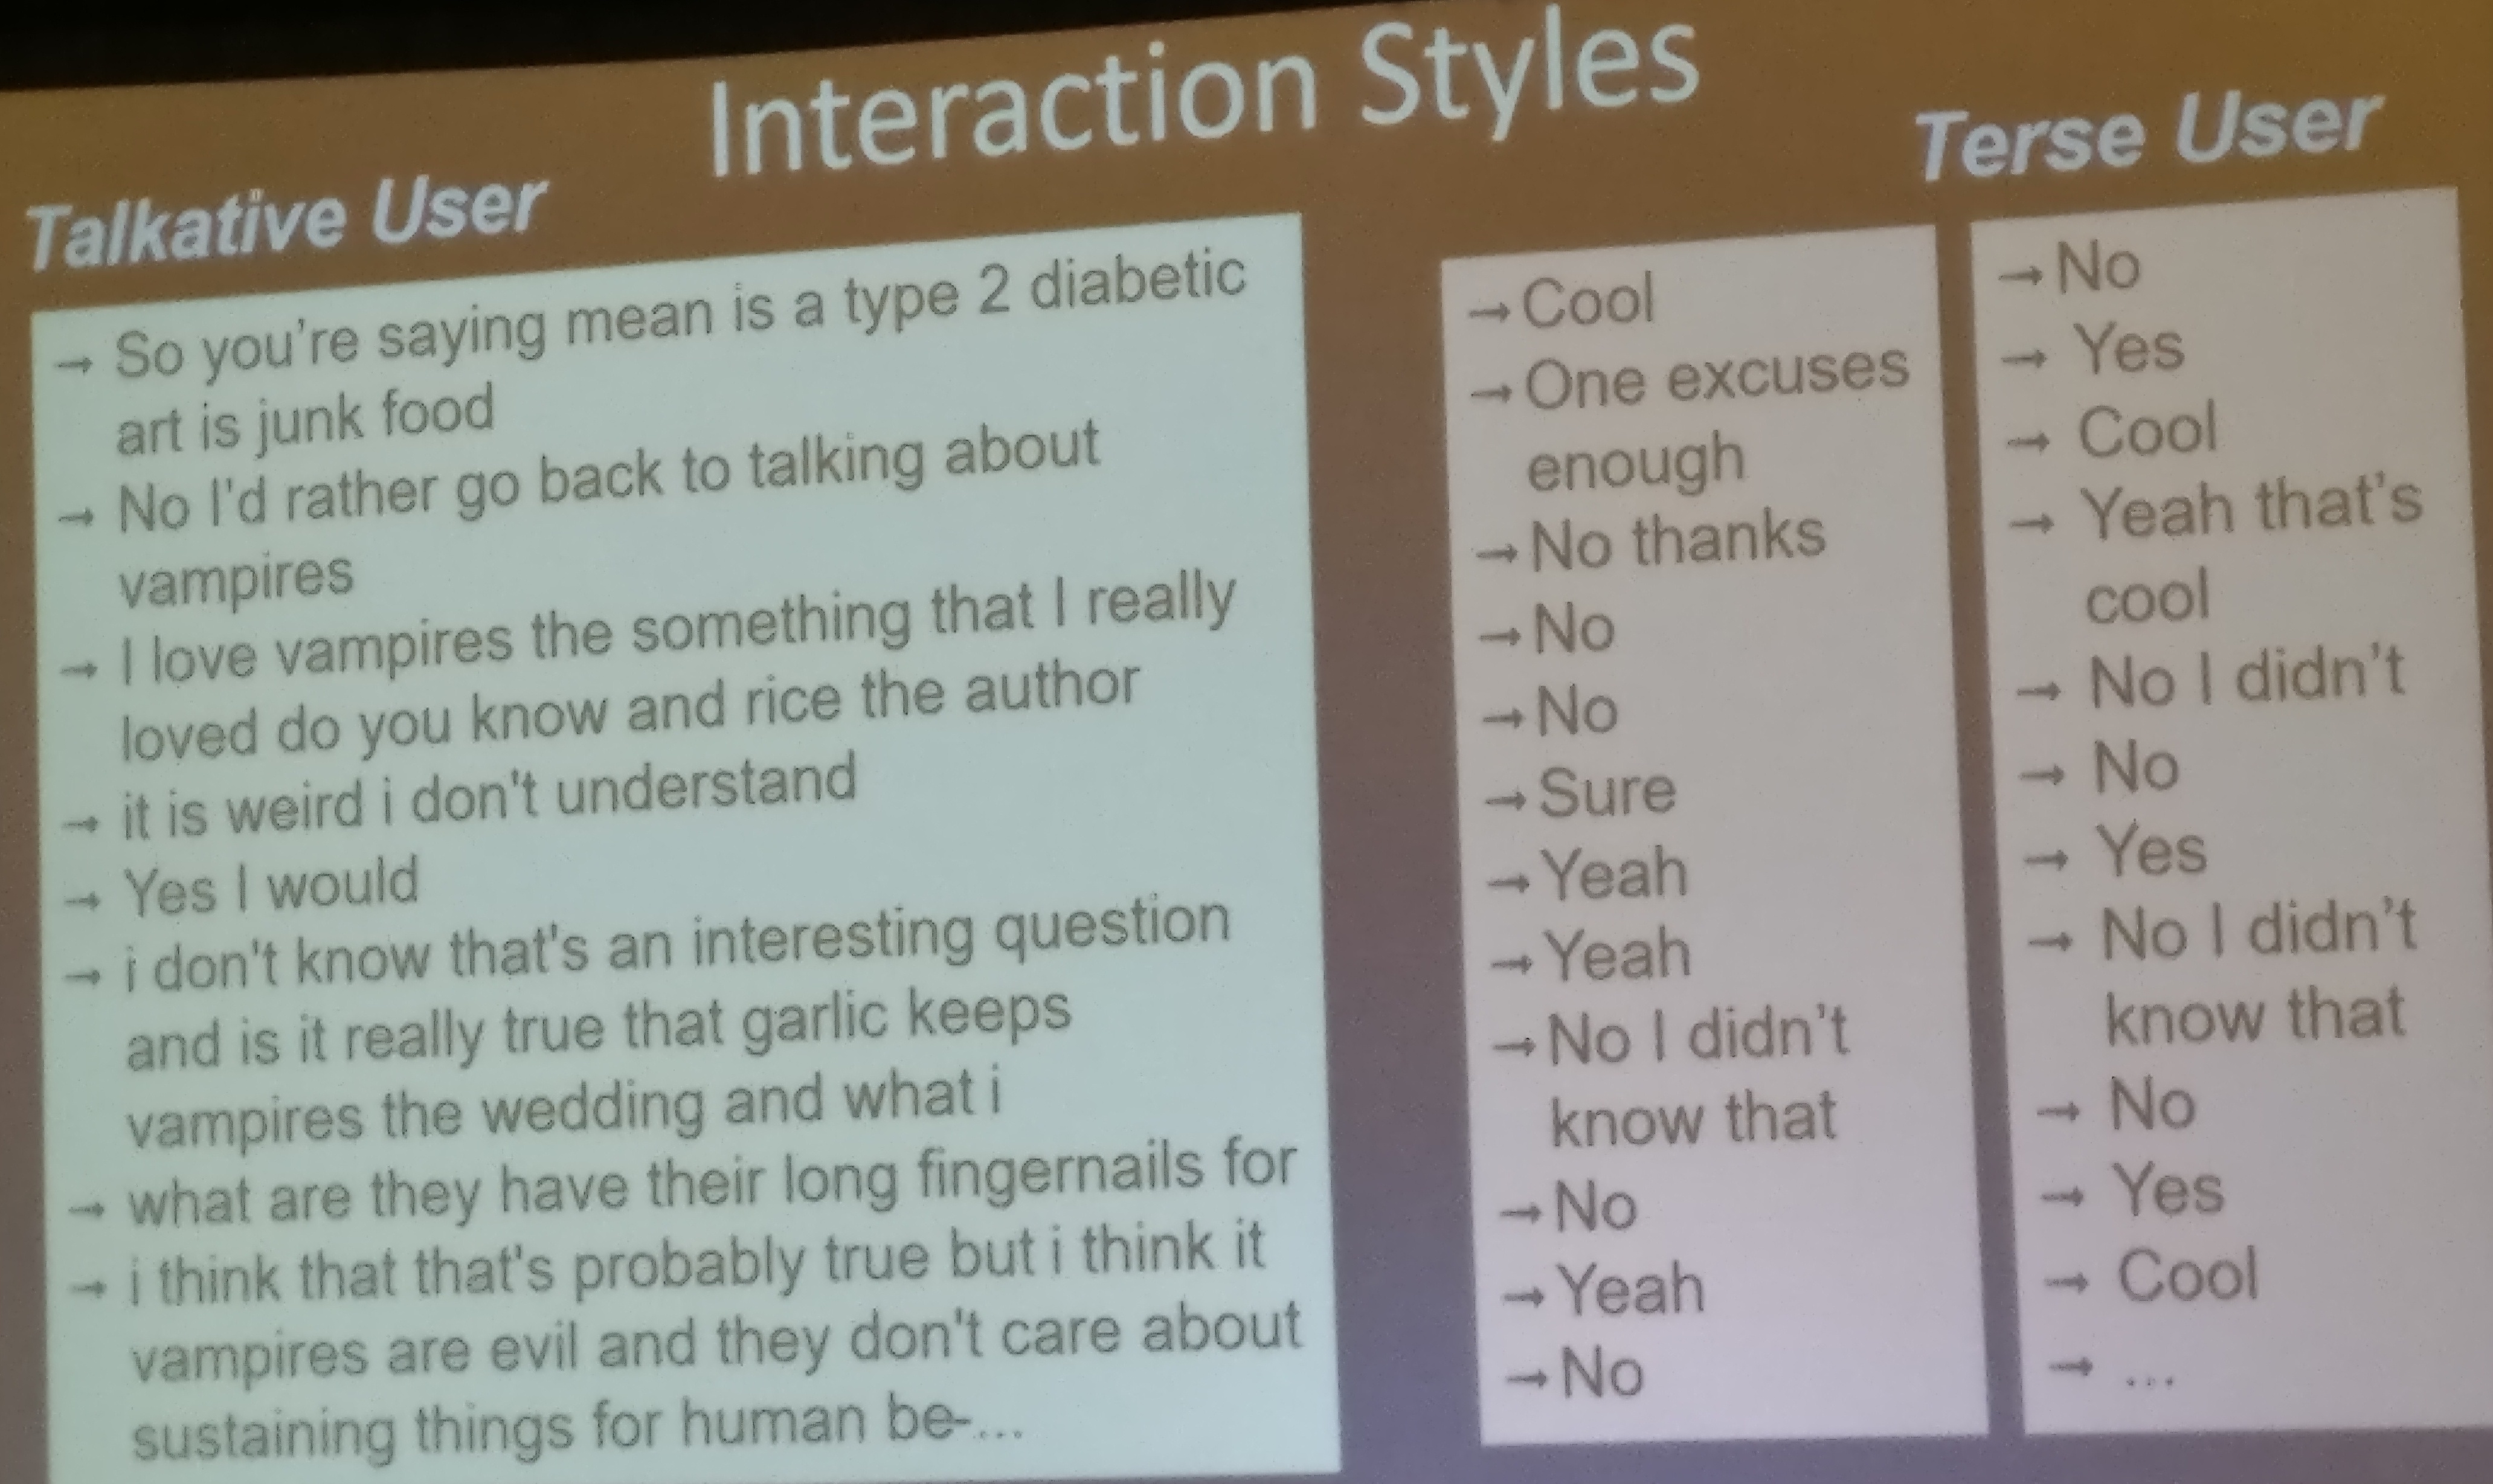 Interaction Styles
Talkative User
→ So you're saying mean is a type 2 diabetic
art is junk food
→ No I'd rather go back to talking about
vampires
→ I love vampires the something that I really
loved do you know and rice the author
→ it is weird i don't understand
→ Yes I would
→ i don't know that's an interesting question
and is it really true that garlic keeps
vampires the wedding and what i
→ what are they have their long fingernails for
→ i think that that's probably true but i think it
vampires are evil and they don't care about
sustaining things for human be-...
Terse User
→ Cool
→ One excuses
enough
→ No thanks
→ No
→ No
→ Sure
→ Yeah
→ Yeah
→ No I didn't
know that
→ No
→ Yeah
→ No
→ No
→ Yes
→ Cool
→ Yeah that's
cool
→ No I didn't
→ No
→ Yes
→ No I didn't
know that
→ No
→ Yes
→ Cool
→ ...